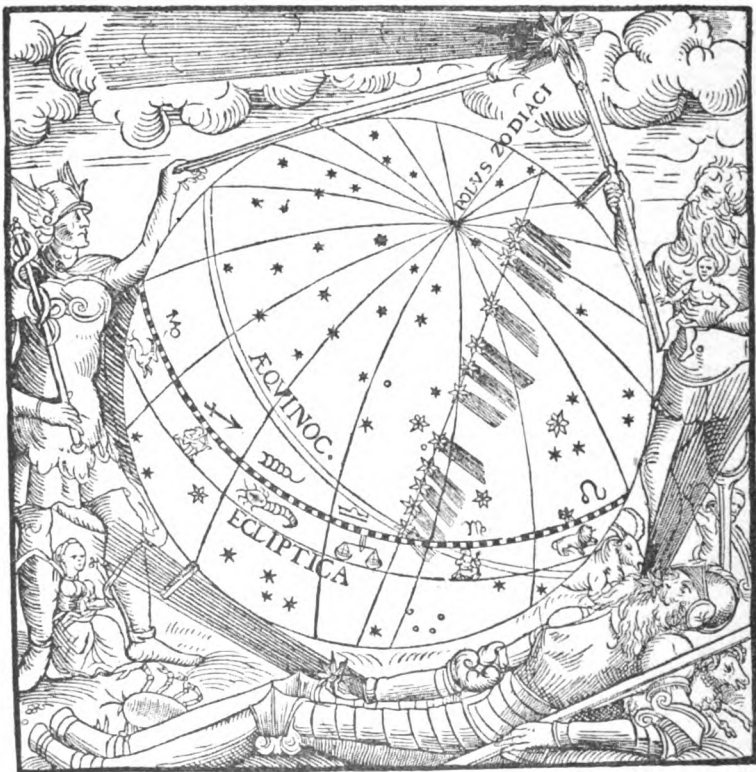 POLVS ZODIACI
ÆQVINOC.
ECLIPTICA
♐
♎
♍
♌